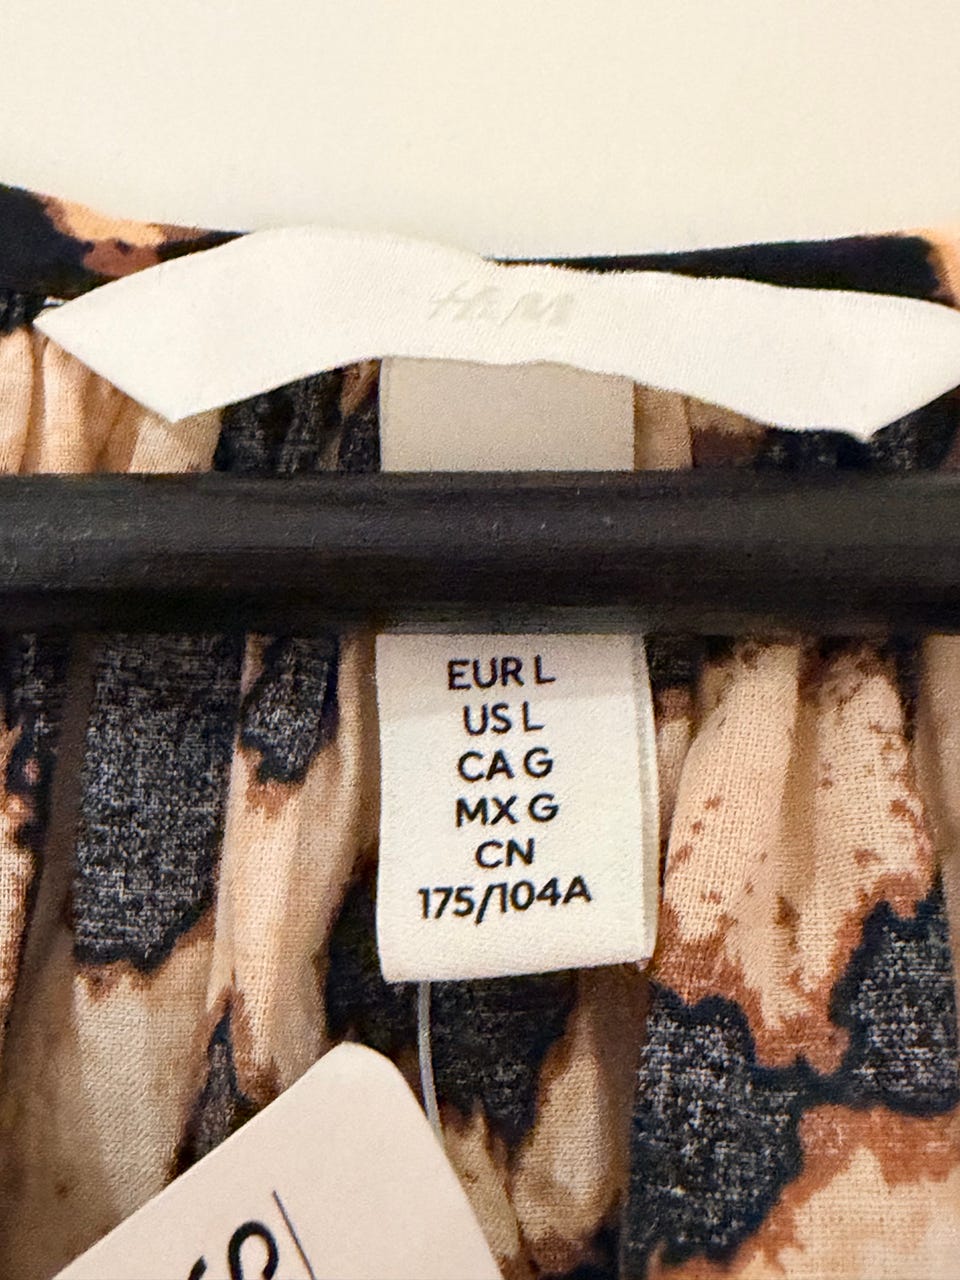 H&M
EUR L
US L
CA G
MX G
CN
175/104A